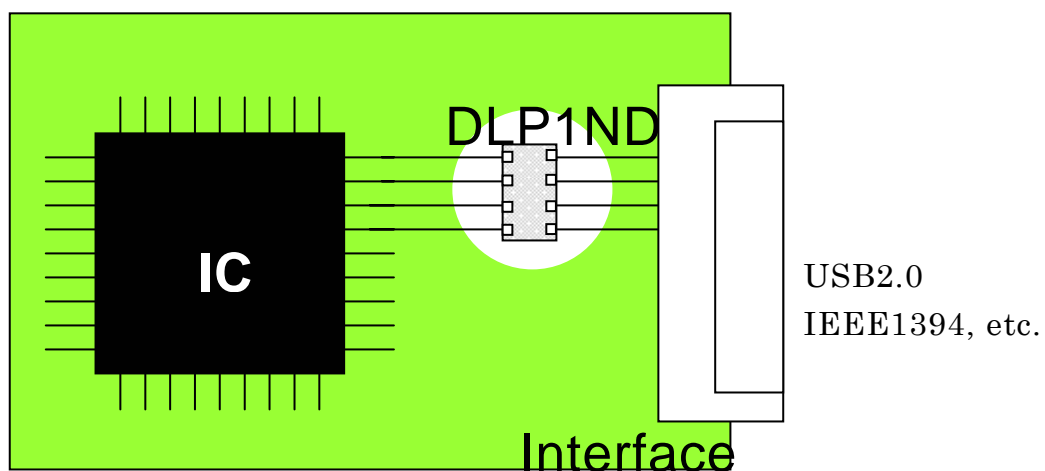 DLP1ND
IC
USB2.0
IEEE1394, etc.
Interface